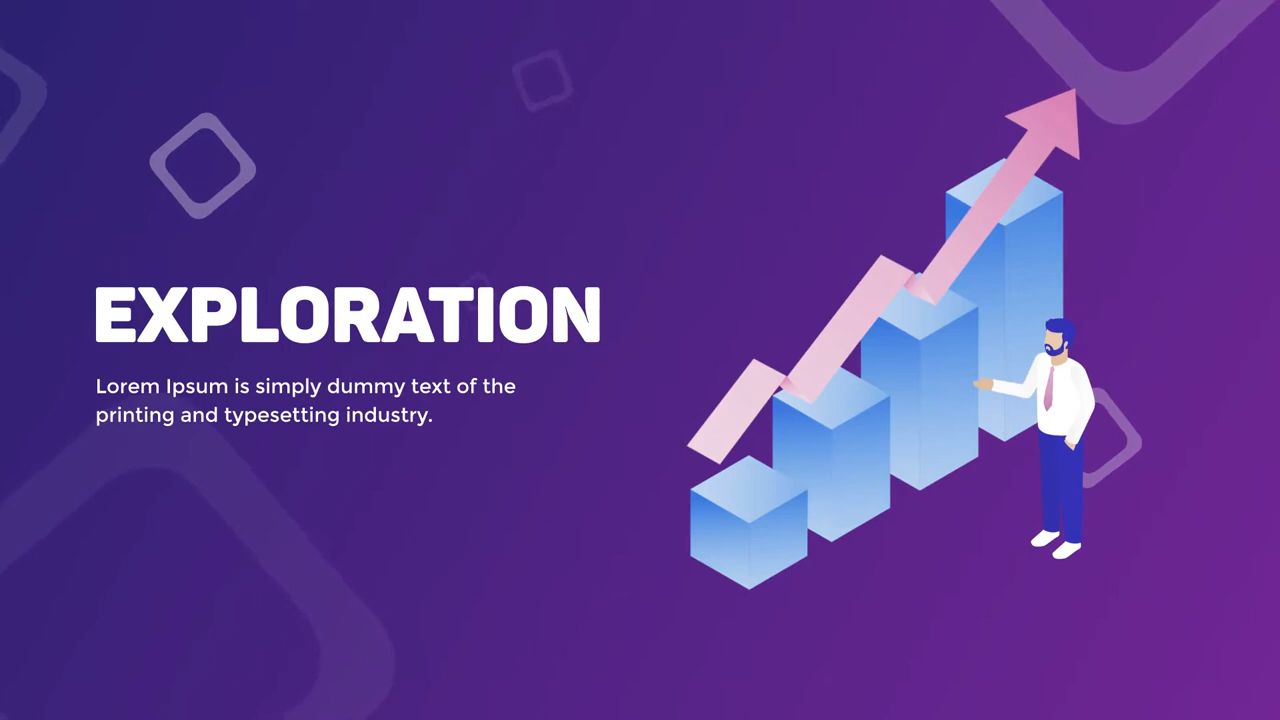 EXPLORATION
Lorem Ipsum is simply dummy text of the
printing and typesetting industry.